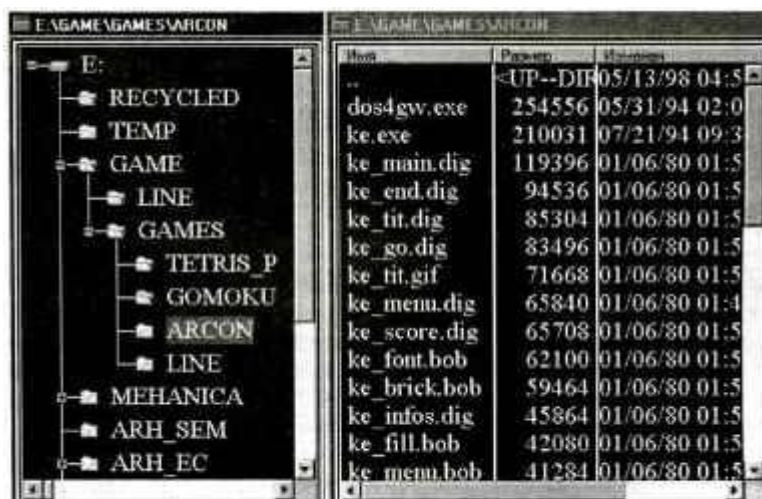 E:\GAME\GAMES\ARCON
E:
RECYCLED
TEMP
GAME
LINE
GAMES
TETRIS_P
GOMOKU
ARCON
LINE
MEHANICA
ARH_SEM
ARH_EC
E:\GAME\GAMES\ARCON
Имя Размер
.. <UP--DIR 05/13/98 04:5
dos4gw.exe 254556 05/31/94 02:0
ke.exe 210031 07/21/94 09:3
ke_main.dig 119396 01/06/80 01:5
ke_end.dig 94536 01/06/80 01:5
ke_tit.dig 85304 01/06/80 01:5
ke_go.dig 83496 01/06/80 01:5
ke_tit.gif 71668 01/06/80 01:5
ke_menu.dig 65840 01/06/80 01:4
ke_score.dig 65708 01/06/80 01:5
ke_font.bob 62100 01/06/80 01:5
ke_brick.bob 59464 01/06/80 01:5
ke_infos.dig 45864 01/06/80 01:5
ke_fill.bob 42080 01/06/80 01:5
ke_menu.bob 41284 01/06/80 01:5